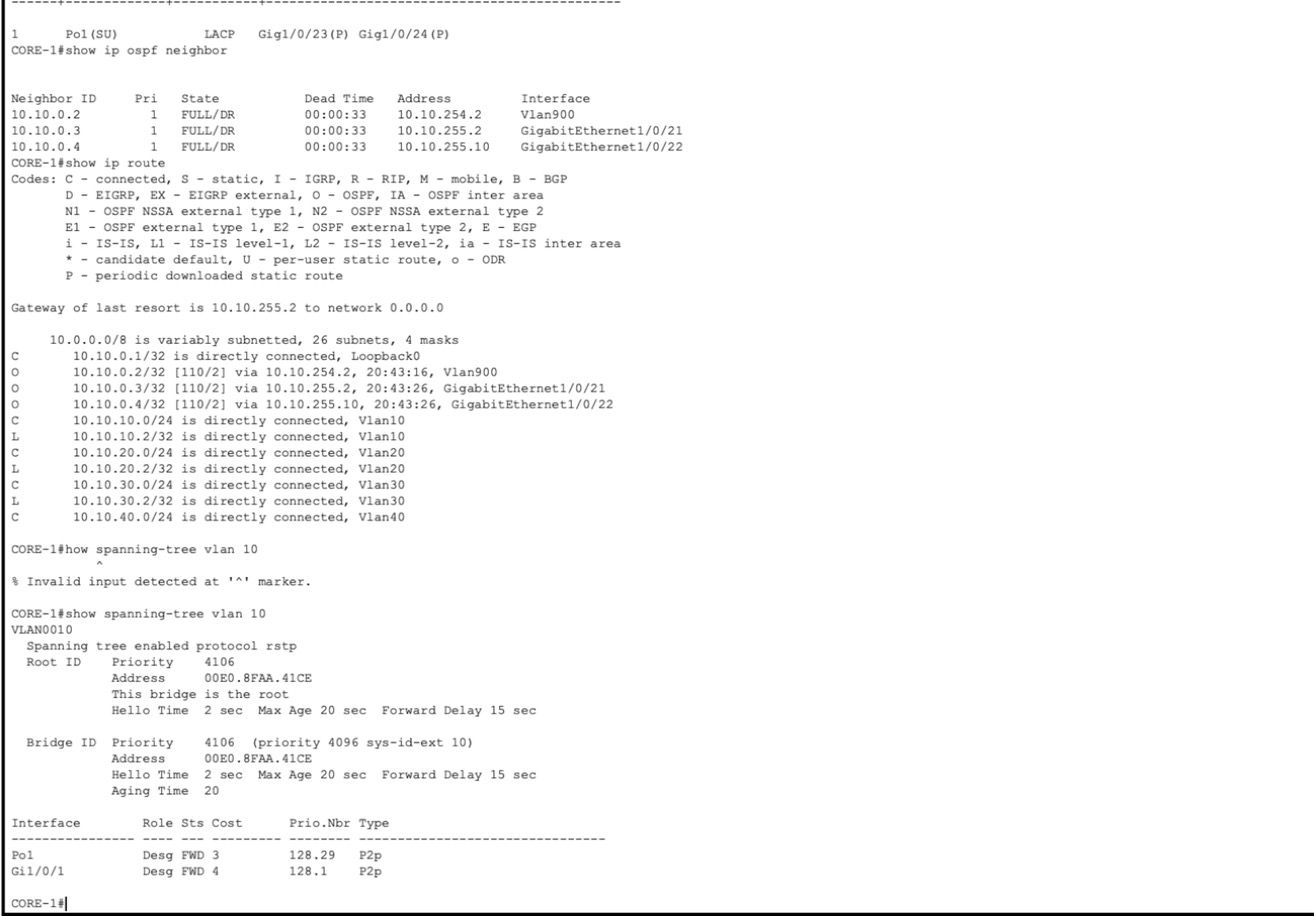 ------+-------------+-----------+----------------------------------------------
1      Po1(SU)           LACP   Gig1/0/23(P) Gig1/0/24(P)
CORE-1#show ip ospf neighbor
Neighbor ID     Pri   State           Dead Time   Address         Interface
10.10.0.2         1   FULL/DR         00:00:33    10.10.254.2     Vlan900
10.10.0.3         1   FULL/DR         00:00:33    10.10.255.2     GigabitEthernet1/0/21
10.10.0.4         1   FULL/DR         00:00:33    10.10.255.10    GigabitEthernet1/0/22
CORE-1#show ip route
Codes: C - connected, S - static, I - IGRP, R - RIP, M - mobile, B - BGP
       D - EIGRP, EX - EIGRP external, O - OSPF, IA - OSPF inter area
       N1 - OSPF NSSA external type 1, N2 - OSPF NSSA external type 2
       E1 - OSPF external type 1, E2 - OSPF external type 2, E - EGP
       i - IS-IS, L1 - IS-IS level-1, L2 - IS-IS level-2, ia - IS-IS inter area
       * - candidate default, U - per-user static route, o - ODR
       P - periodic downloaded static route
Gateway of last resort is 10.10.255.2 to network 0.0.0.0
     10.0.0.0/8 is variably subnetted, 26 subnets, 4 masks
C       10.10.0.1/32 is directly connected, Loopback0
O       10.10.0.2/32 [110/2] via 10.10.254.2, 20:43:16, Vlan900
O       10.10.0.3/32 [110/2] via 10.10.255.2, 20:43:26, GigabitEthernet1/0/21
O       10.10.0.4/32 [110/2] via 10.10.255.10, 20:43:26, GigabitEthernet1/0/22
C       10.10.10.0/24 is directly connected, Vlan10
L       10.10.10.2/32 is directly connected, Vlan10
C       10.10.20.0/24 is directly connected, Vlan20
L       10.10.20.2/32 is directly connected, Vlan20
C       10.10.30.0/24 is directly connected, Vlan30
L       10.10.30.2/32 is directly connected, Vlan30
C       10.10.40.0/24 is directly connected, Vlan40
CORE-1#how spanning-tree vlan 10
           ^
% Invalid input detected at '^' marker.
CORE-1#show spanning-tree vlan 10
VLAN0010
  Spanning tree enabled protocol rstp
  Root ID    Priority    4106
             Address     00E0.8FAA.41CE
             This bridge is the root
             Hello Time  2 sec  Max Age 20 sec  Forward Delay 15 sec
  Bridge ID  Priority    4106  (priority 4096 sys-id-ext 10)
             Address     00E0.8FAA.41CE
             Hello Time  2 sec  Max Age 20 sec  Forward Delay 15 sec
             Aging Time  20
Interface        Role Sts Cost      Prio.Nbr Type
---------------- ---- --- --------- -------- --------------------------------
Po1              Desg FWD 3         128.29   P2p
Gi1/0/1          Desg FWD 4         128.1    P2p
CORE-1#